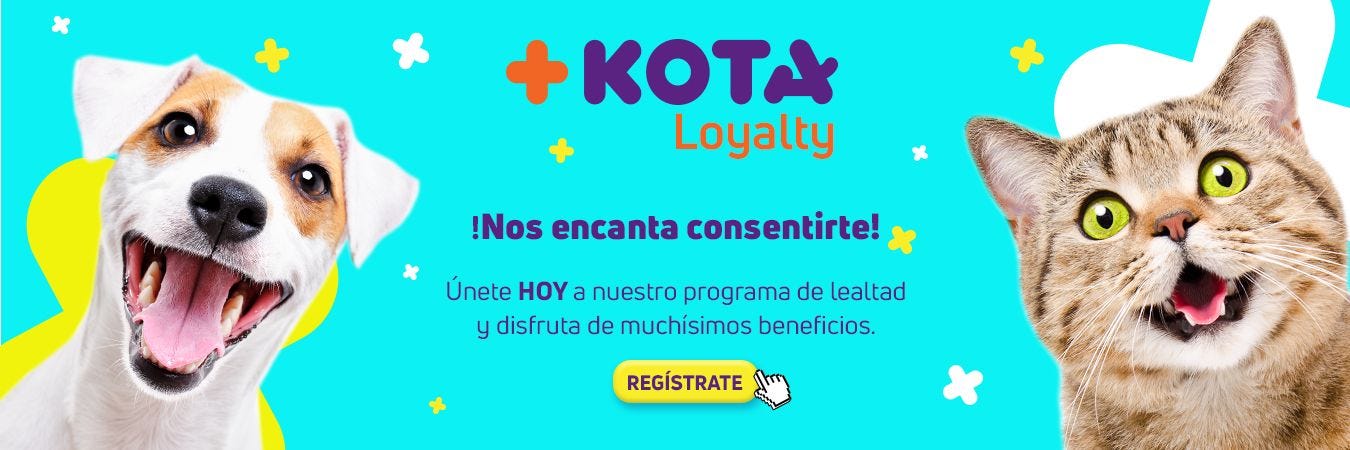 +KOTA
Loyalty
!Nos encanta consentirte!
Únete HOY a nuestro programa de lealtad
y disfruta de muchísimos beneficios.
REGÍSTRATE